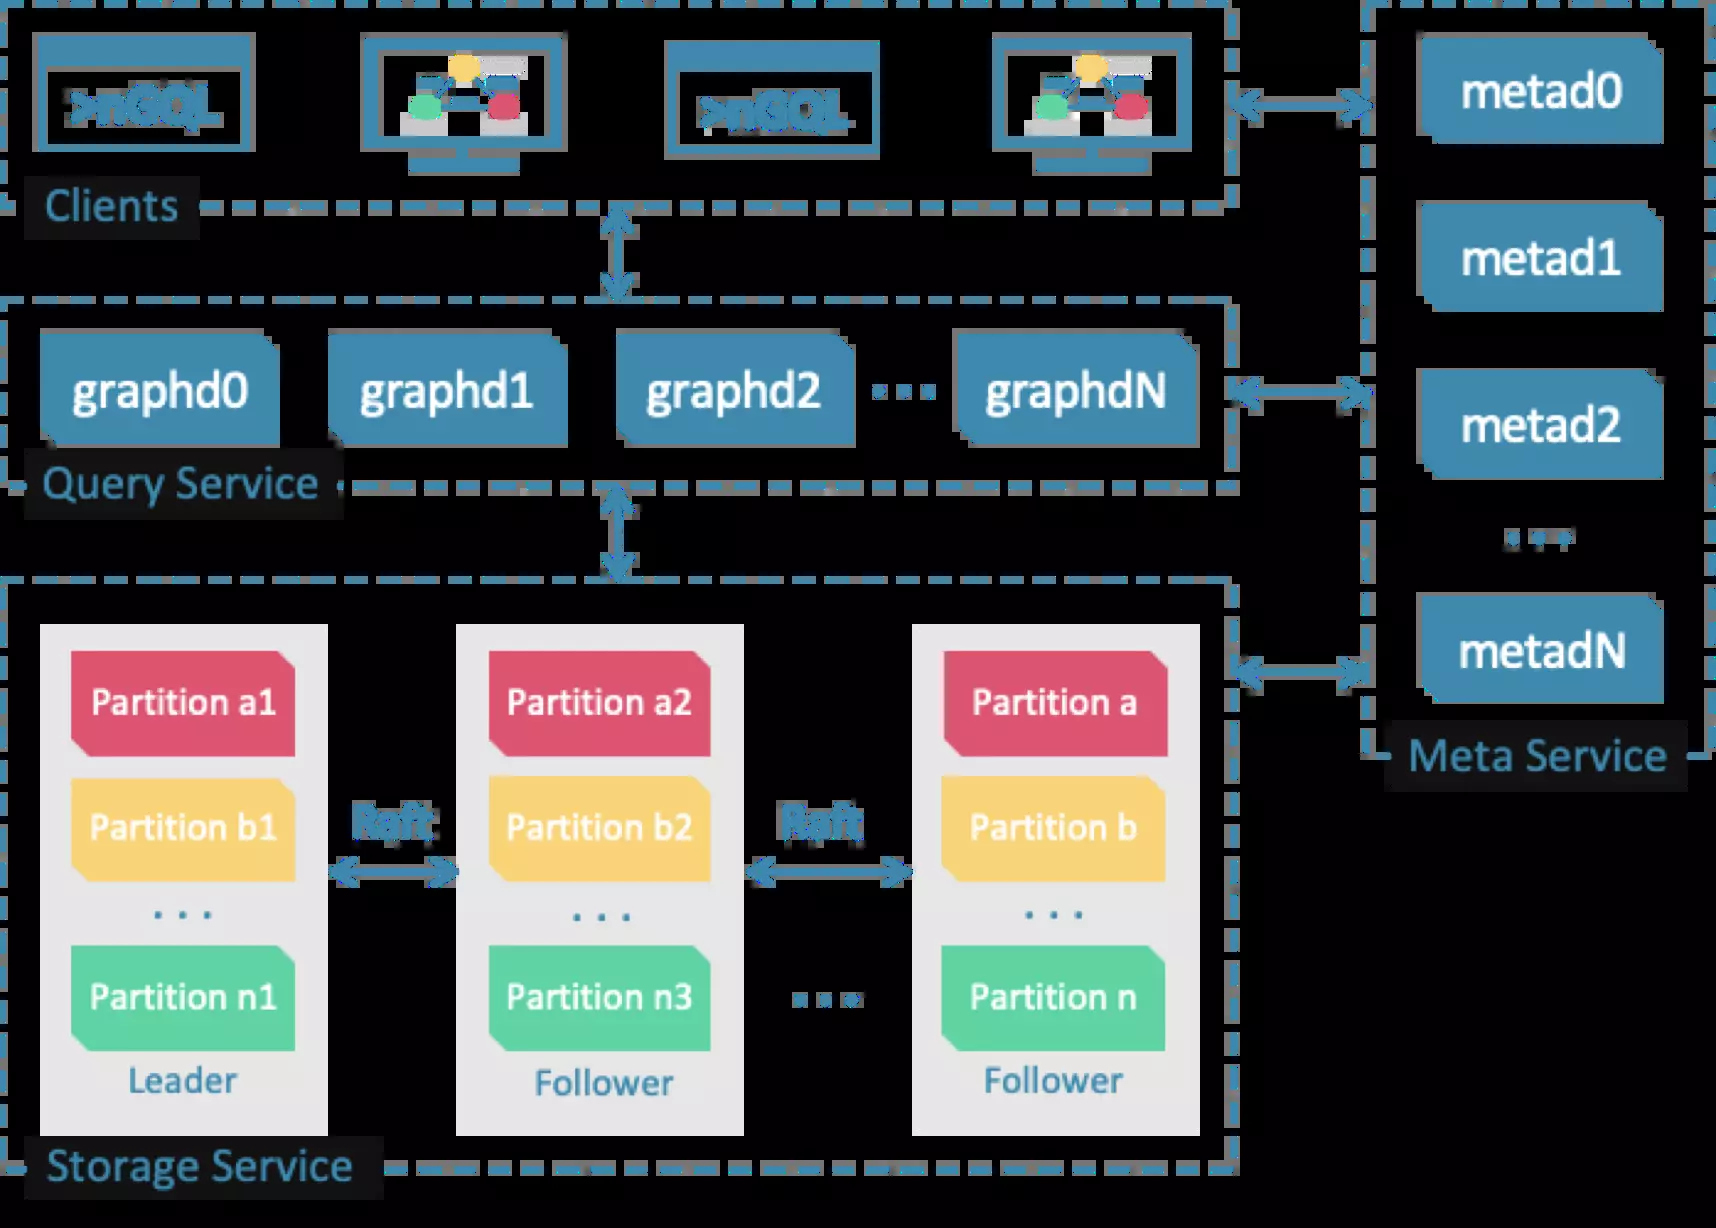 >nGQL
>nGQL
Clients
metad0
metad1
metad2
...
metadN
Meta Service
graphd0
graphd1
graphd2
...
graphdN
Query Service
Partition a1
Partition b1
...
Partition n1
Leader
Raft
Partition a2
Partition b2
...
Partition n3
Follower
Raft
...
Partition a
Partition b
...
Partition n
Follower
Storage Service